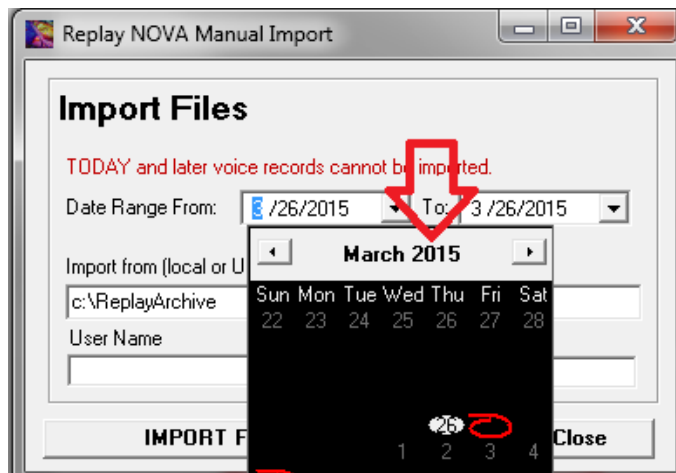 Replay NOVA Manual Import
Import Files
TODAY and later voice records cannot be imported.
Date Range From: 3 /26/2015 To: 3 /26/2015
March 2015
Import from (local or U
Sun Mon Tue Wed Thu Fri Sat
c:\ReplayArchive
22 23 24 25 26 27 28
User Name
26
IMPORT F
Close
1 2 3 4